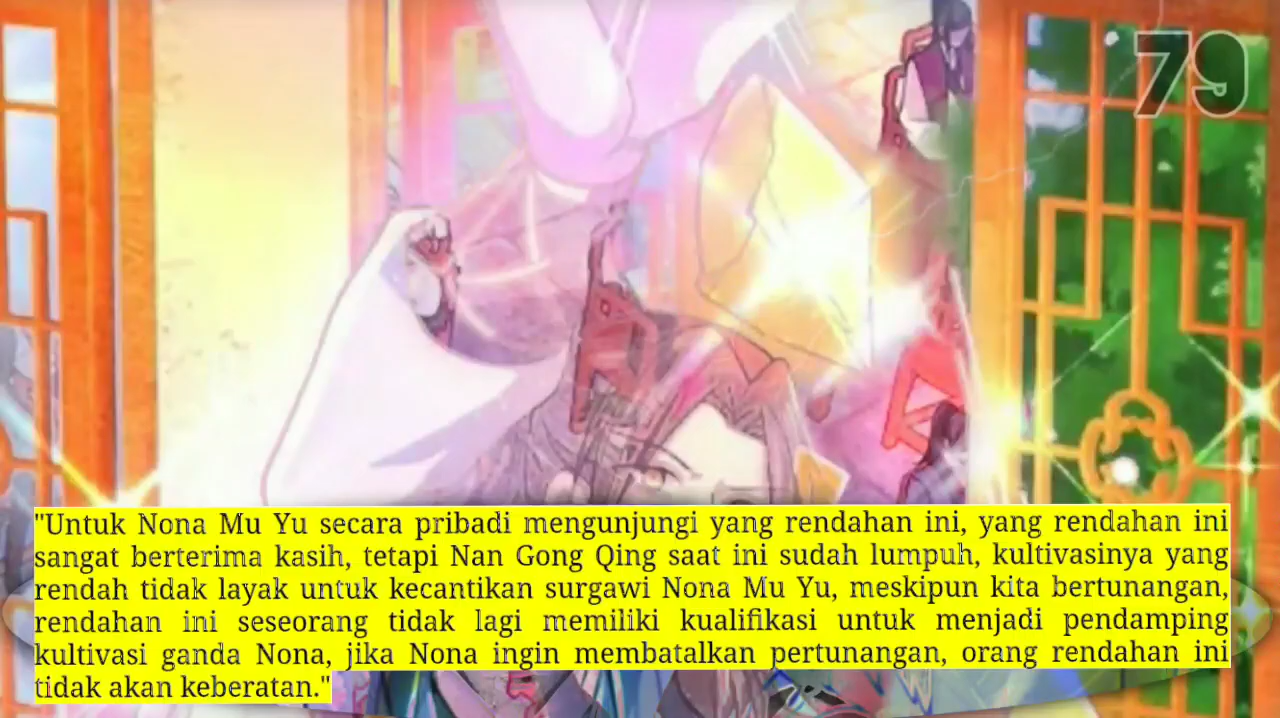 79
"Untuk Nona Mu Yu secara pribadi mengunjungi yang rendahan ini, yang rendahan ini
sangat berterima kasih, tetapi Nan Gong Qing saat ini sudah lumpuh, kultivasinya yang
rendah tidak layak untuk kecantikan surgawi Nona Mu Yu, meskipun kita bertunangan,
rendahan ini seseorang tidak lagi memiliki kualifikasi untuk menjadi pendamping
kultivasi ganda Nona, jika Nona ingin membatalkan pertunangan, orang rendahan ini
tidak akan keberatan."